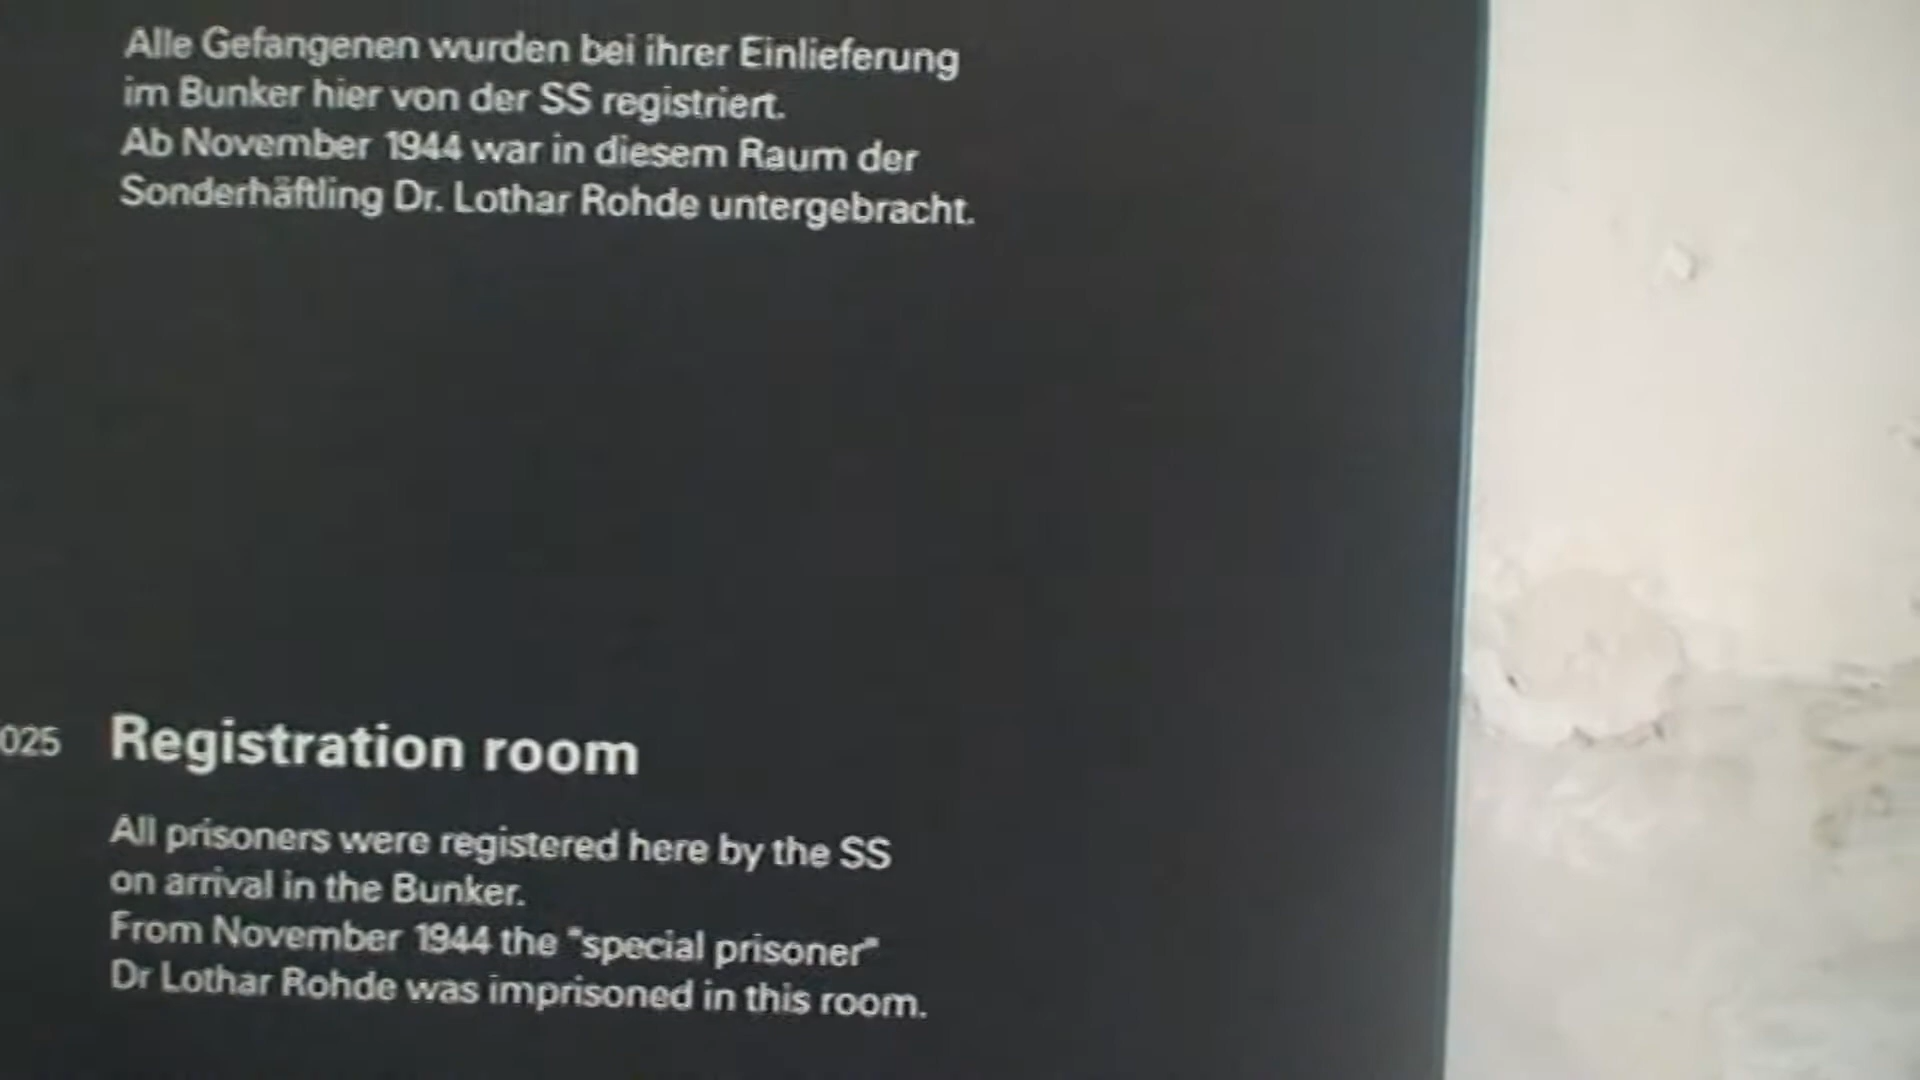 Alle Gefangenen wurden bei ihrer Einlieferung
im Bunker hier von der SS registriert.
Ab November 1944 war in diesem Raum der
Sonderhäftling Dr. Lothar Rohde untergebracht.
025 Registration room
All prisoners were registered here by the SS
on arrival in the Bunker.
From November 1944 the "special prisoner"
Dr Lothar Rohde was imprisoned in this room.